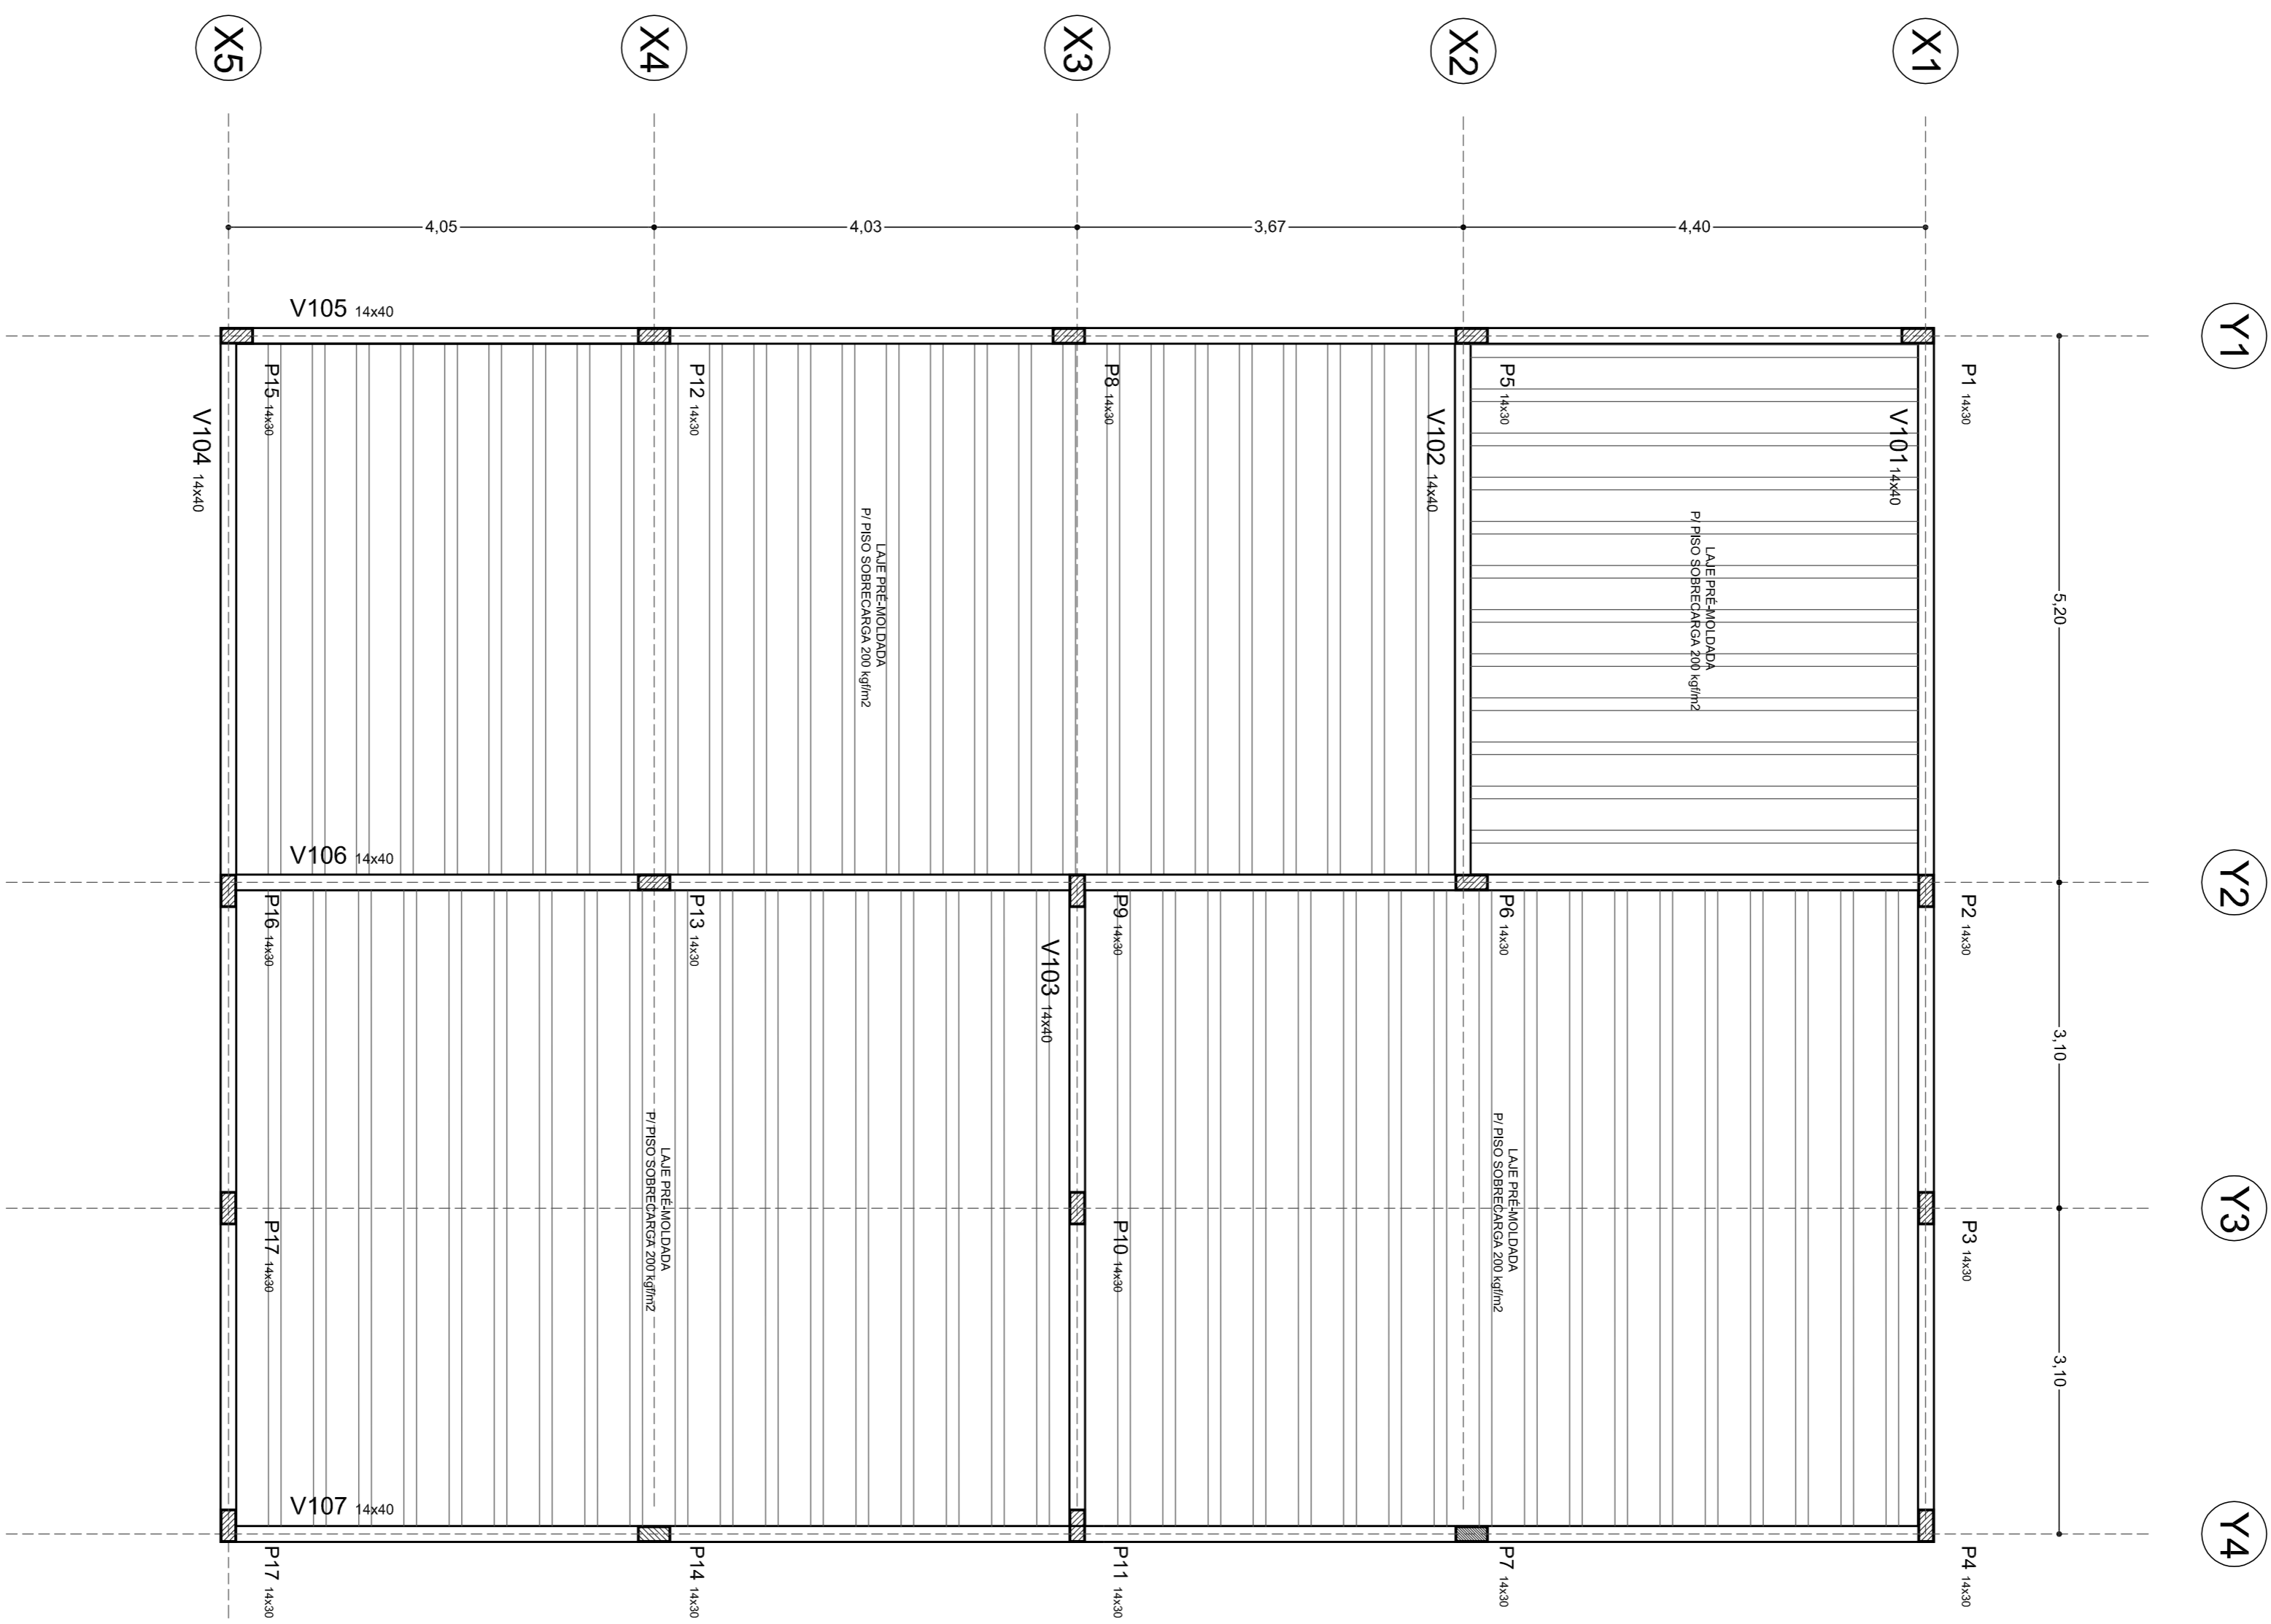 X5
X4
X3
X2
X1
4,05
4,03
3,67
4,40
Y1
V105 14x40
P15 14x30
P12 14x30
P8 14x30
P5 14x30
P1 14x30
V104 14x40
V102 14x40
V101 14x40
LAJE PRÉ-MOLDADA
P/ PISO SOBRECARGA 200 kgf/m2
LAJE PRÉ-MOLDADA
P/ PISO SOBRECARGA 200 kgf/m2
5,20
V106 14x40
Y2
P16 14x30
P13 14x30
P9 14x30
P6 14x30
P2 14x30
V103 14x40
3,10
LAJE PRÉ-MOLDADA
P/ PISO SOBRECARGA 200 kgf/m2
LAJE PRÉ-MOLDADA
P/ PISO SOBRECARGA 200 kgf/m2
Y3
P17 14x30
P10 14x30
P3 14x30
3,10
V107 14x40
Y4
P17 14x30
P14 14x30
P11 14x30
P7 14x30
P4 14x30